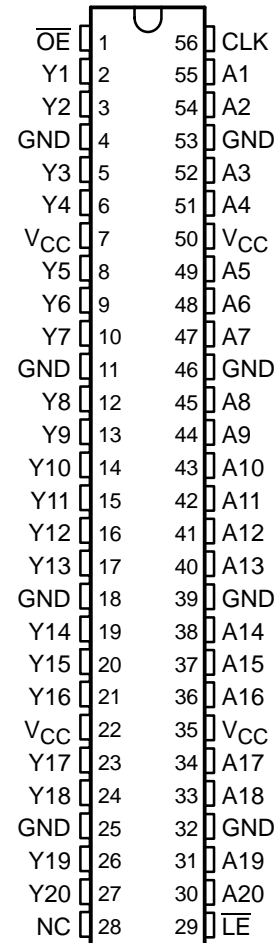 O̅E̅ 1 56 CLK
Y1 2 55 A1
Y2 3 54 A2
GND 4 53 GND
Y3 5 52 A3
Y4 6 51 A4
VCC 7 50 VCC
Y5 8 49 A5
Y6 9 48 A6
Y7 10 47 A7
GND 11 46 GND
Y8 12 45 A8
Y9 13 44 A9
Y10 14 43 A10
Y11 15 42 A11
Y12 16 41 A12
Y13 17 40 A13
GND 18 39 GND
Y14 19 38 A14
Y15 20 37 A15
Y16 21 36 A16
VCC 22 35 VCC
Y17 23 34 A17
Y18 24 33 A18
GND 25 32 GND
Y19 26 31 A19
Y20 27 30 A20
NC 28 29 L̅E̅